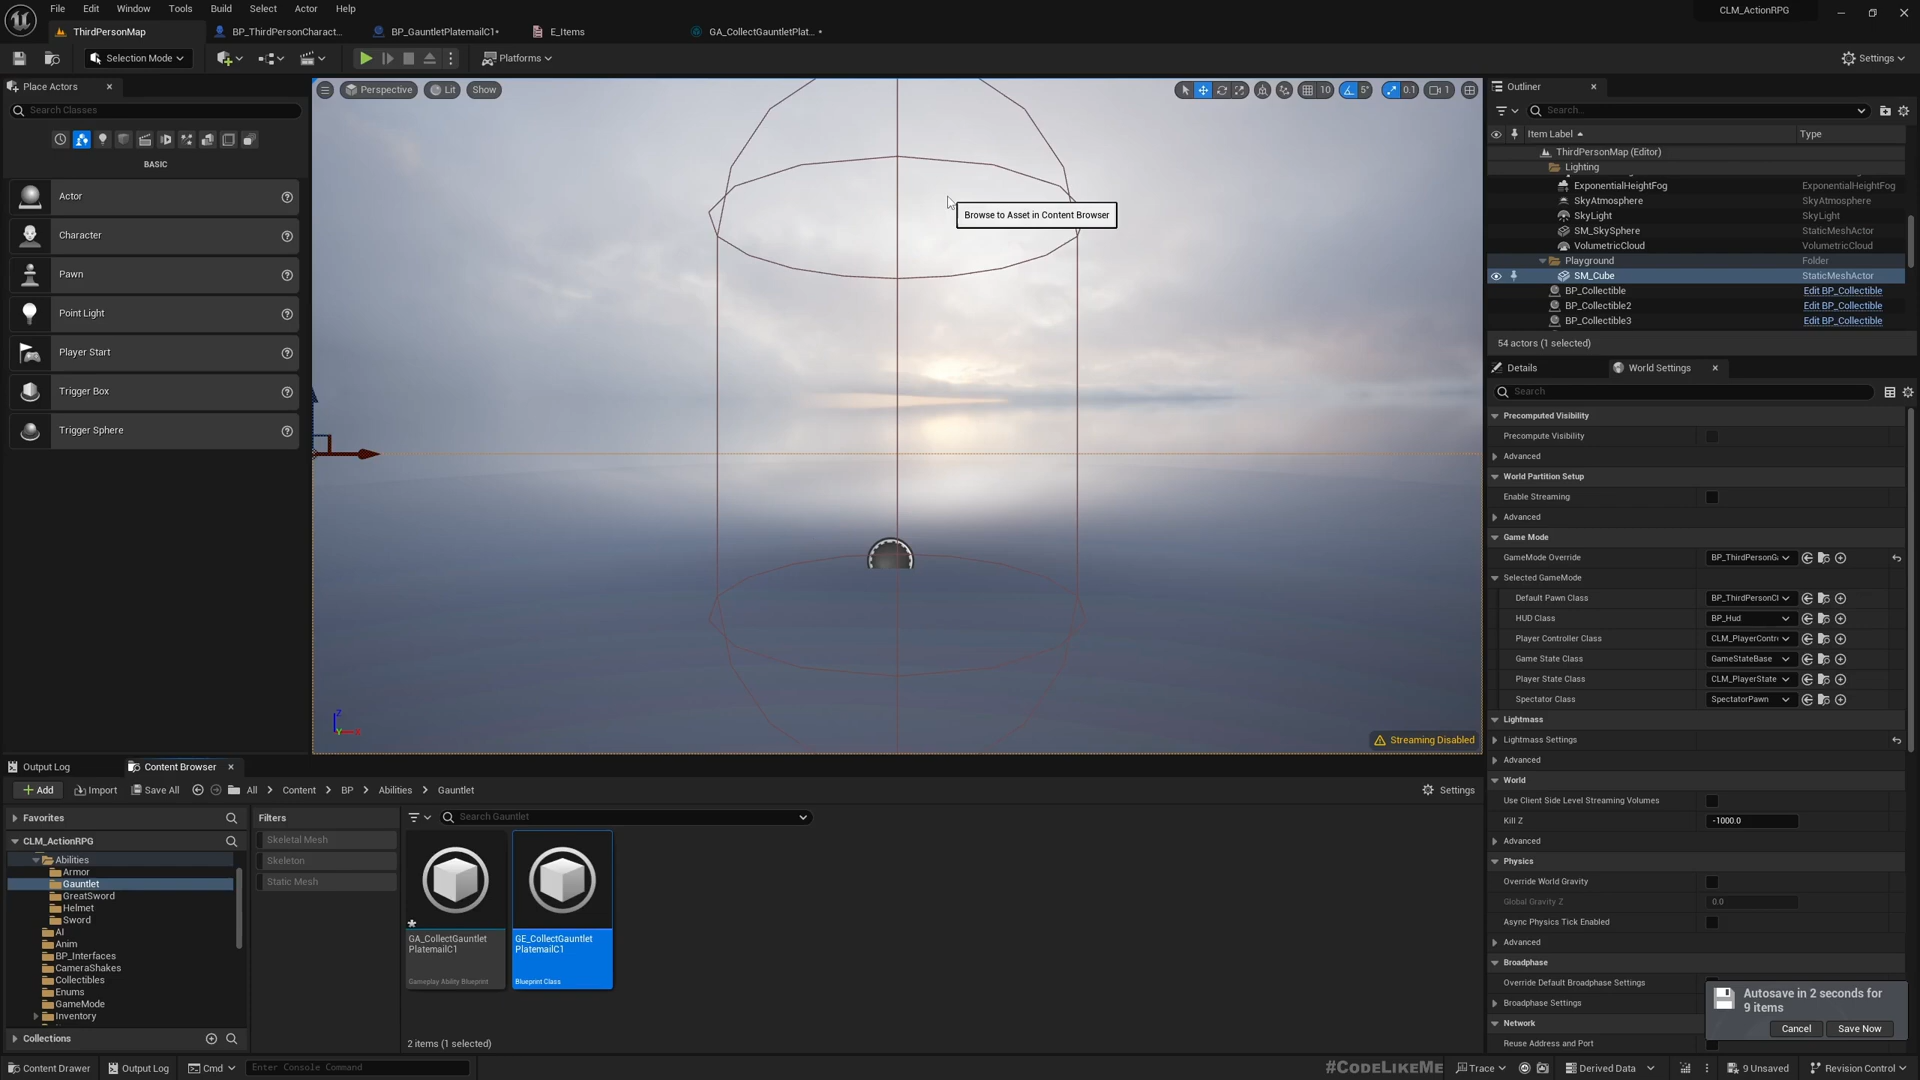 File Edit Window Tools Build Select Actor Help CLM_ActionRPG
ThirdPersonMap BP_ThirdPersonCharact... BP_GauntletPlatemailC1• E_Items GA_CollectGauntletPlat... •
Selection Mode Platforms Settings
Place Actors
Search Classes
BASIC
Actor
Character
Pawn
Point Light
Player Start
Trigger Box
Trigger Sphere
Perspective Lit Show 10 5° 0.1 1
Browse to Asset in Content Browser
Z
X
Y
Streaming Disabled
Outliner
Search...
Item Label Type
ThirdPersonMap (Editor)
Lighting
ExponentialHeightFog ExponentialHeightFog
SkyAtmosphere SkyAtmosphere
SkyLight SkyLight
SM_SkySphere StaticMeshActor
VolumetricCloud VolumetricCloud
Playground Folder
SM_Cube StaticMeshActor
BP_Collectible Edit BP_Collectible
BP_Collectible2 Edit BP_Collectible
BP_Collectible3 Edit BP_Collectible
54 actors (1 selected)
Details World Settings
Search
Precomputed Visibility
Precompute Visibility
Advanced
World Partition Setup
Enable Streaming
Advanced
Game Mode
GameMode Override BP_ThirdPersonG
Selected GameMode
Default Pawn Class BP_ThirdPersonCl
HUD Class BP_Hud
Player Controller Class CLM_PlayerContr
Game State Class GameStateBase
Player State Class CLM_PlayerState
Spectator Class SpectatorPawn
Lightmass
Lightmass Settings
Advanced
World
Use Client Side Level Streaming Volumes
Kill Z -1000.0
Advanced
Physics
Override World Gravity
Global Gravity Z 0.0
Async Physics Tick Enabled
Advanced
Broadphase
Override Default Broadphase Settings
Broadphase Settings
Network
Reuse Address and Port
Autosave in 2 seconds for
9 items
Cancel Save Now
Output Log Content Browser
Add Import Save All All Content BP Abilities Gauntlet Settings
Favorites
CLM_ActionRPG
Abilities
Armor
Gauntlet
GreatSword
Helmet
Sword
AI
Anim
BP_Interfaces
CameraShakes
Collectibles
Enums
GameMode
Inventory
Collections
Filters
Skeletal Mesh
Skeleton
Static Mesh
Search Gauntlet
GA_CollectGauntlet
PlatemailC1
Gameplay Ability Blueprint
GE_CollectGauntlet
PlatemailC1
Blueprint Class
2 items (1 selected)
#CodeLikeMe
Content Drawer Output Log Cmd Enter Console Command Trace Derived Data 9 Unsaved Revision Control